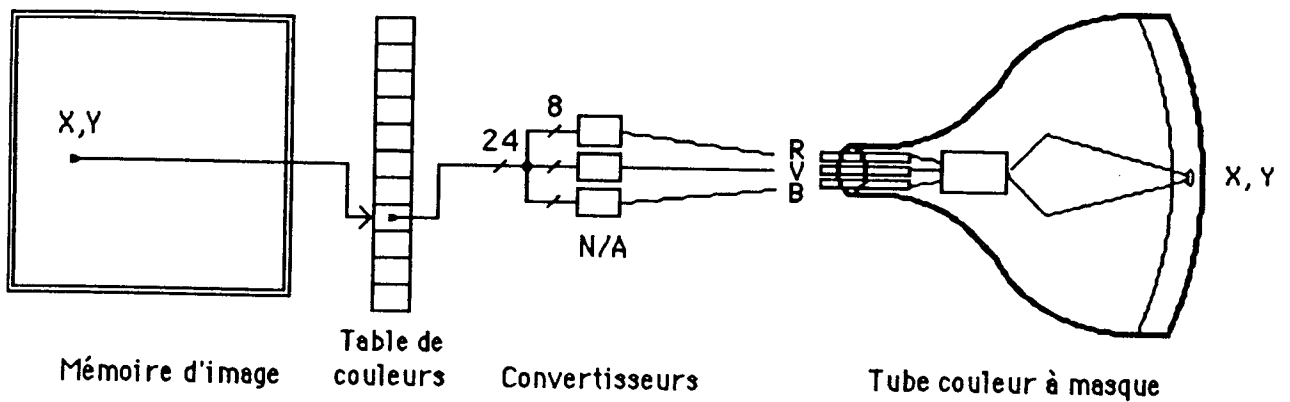 X,Y
8
24
R
V
B
X, Y
N/A
Table de
couleurs
Mémoire d'image
Convertisseurs
Tube couleur à masque